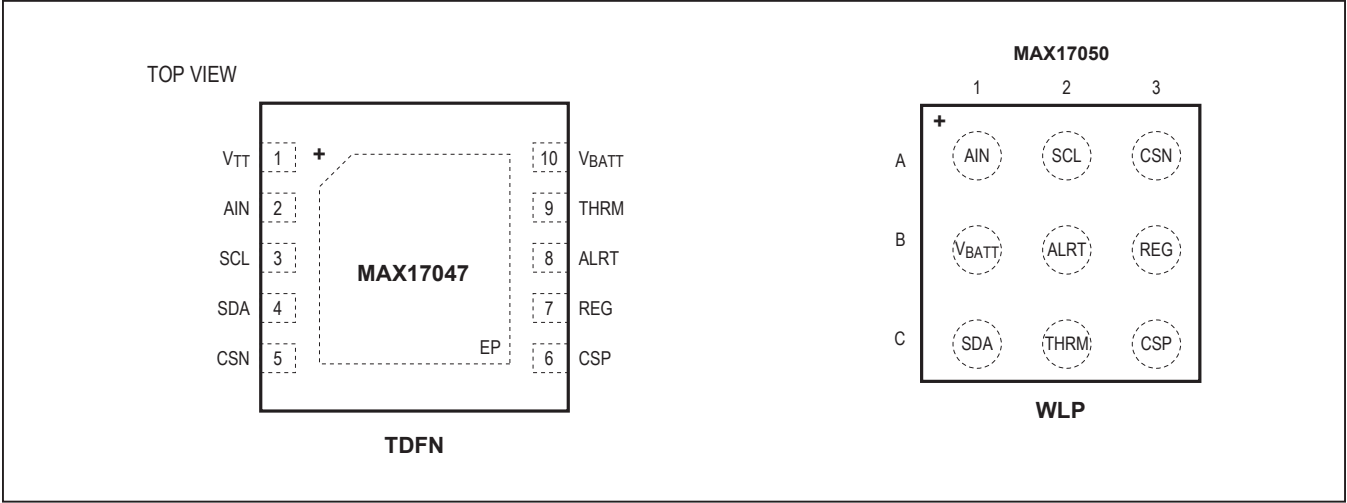 TOP VIEW
VTT 1 + 10 VBATT
AIN 2 9 THRM
SCL 3 8 ALRT
MAX17047
SDA 4 7 REG
CSN 5 EP 6 CSP
TDFN
MAX17050
1 2 3
+
A AIN SCL CSN
B VBATT ALRT REG
C SDA THRM CSP
WLP